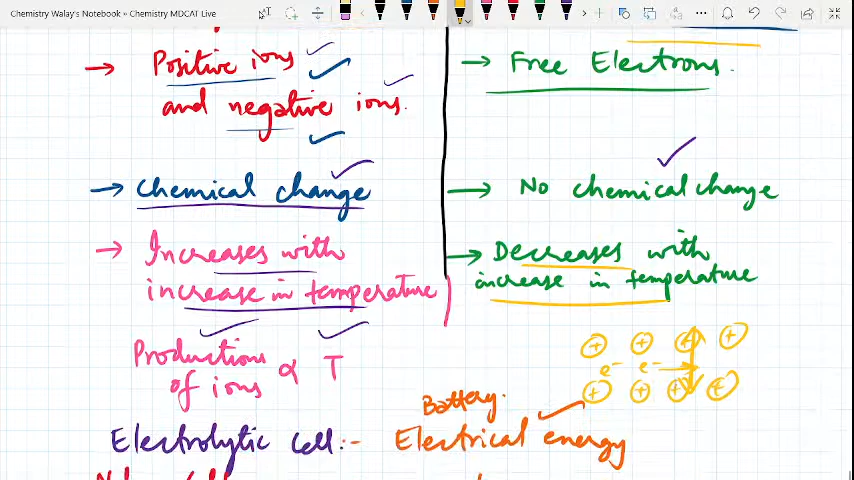 Chemistry Walay's Notebook » Chemistry MDCAT Live
→ Positive ions
and negative ions.
→ Chemical change
→ Increases with
increase in temperature
Productions
of ions ∝ T
→ Free Electrons.
→ No chemical change
→ Decreases with
increase in temperature
+ + + +
e⁻ e⁻ →
+ + + +
Battery.
Electrolytic Cell:- Electrical energy